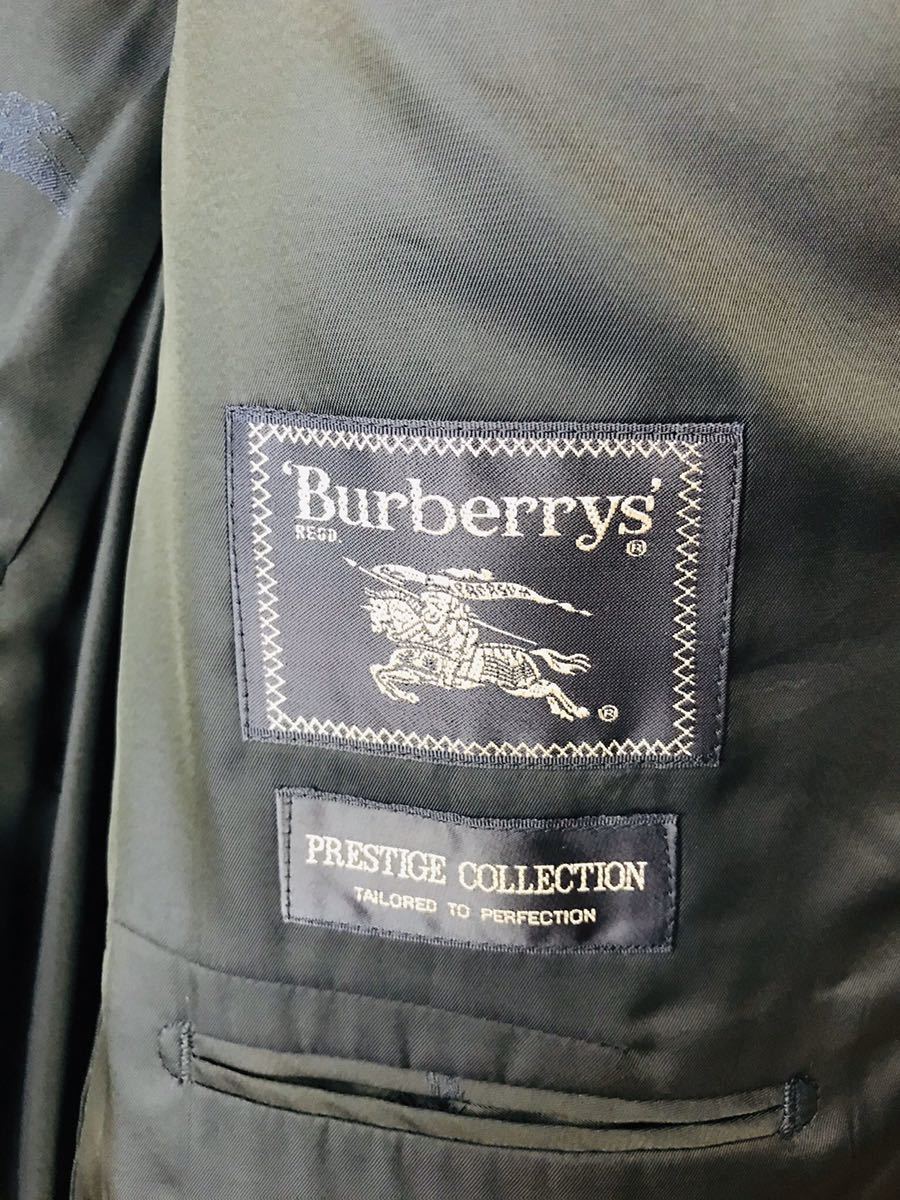 'Burberrys'
REGD. ®
®
PRESTIGE COLLECTION
TAILORED TO PERFECTION